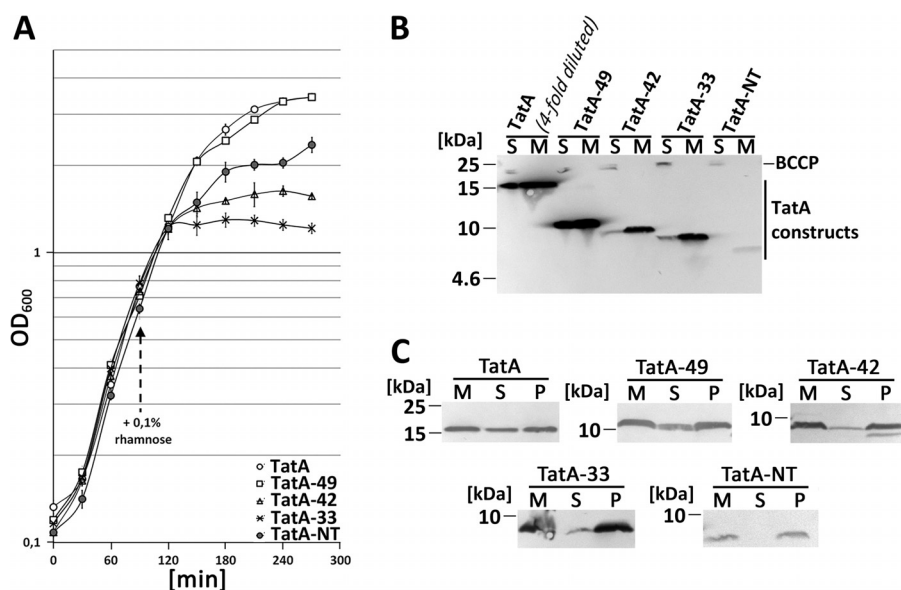 A
OD600
1
0,1
+ 0,1%
rhamnose
TatA
TatA-49
TatA-42
TatA-33
TatA-NT
0 60 120 180 240 300
[min]
B
TatA
(4-fold diluted)
TatA-49
TatA-42
TatA-33
TatA-NT
[kDa] S M S M S M S M S M
25
BCCP
15
10
TatA
constructs
4.6
C
TatA
[kDa] M S P
25
15
TatA-49
[kDa] M S P
10
TatA-42
[kDa] M S P
10
TatA-33
[kDa] M S P
10
TatA-NT
[kDa] M S P
10